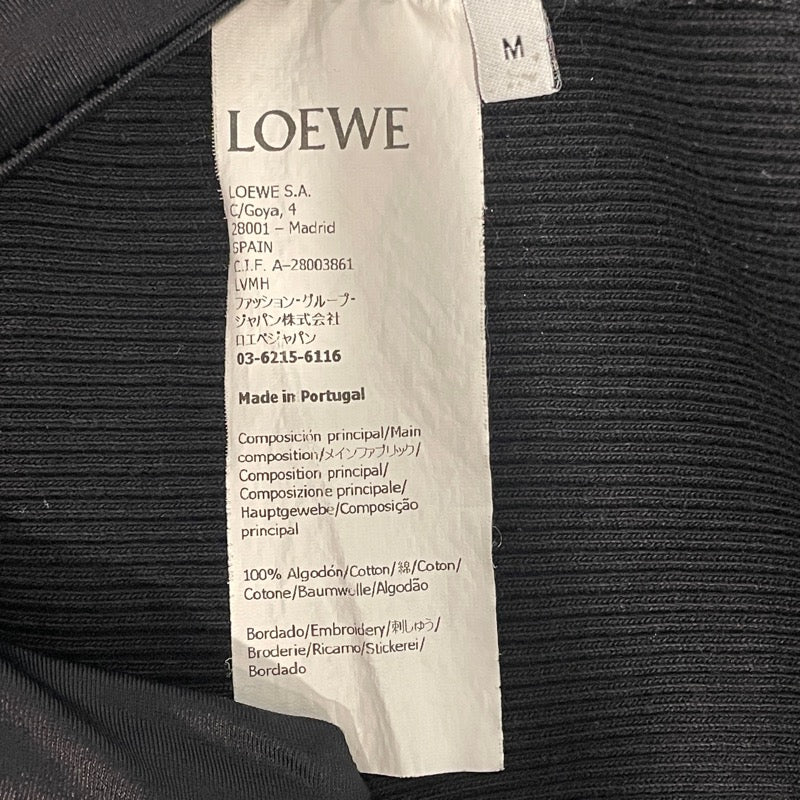 M
LOEWE
LOEWE S.A.
C/Goya, 4
28001 – Madrid
SPAIN
C.I.F. A-28003861
LVMH
ファッション・グループ・
ジャパン株式会社
ロエベジャパン
03-6215-6116
Made in Portugal
Composición principal/Main
composition/メインファブリック/
Composition principal/
Composizione principale/
Hauptgewebe/Composição
principal
100% Algodón/Cotton/綿/Coton/
Cotone/Baumwolle/Algodão
Bordado/Embroidery/刺しゅう/
Broderie/Ricamo/Stickerei/
Bordado